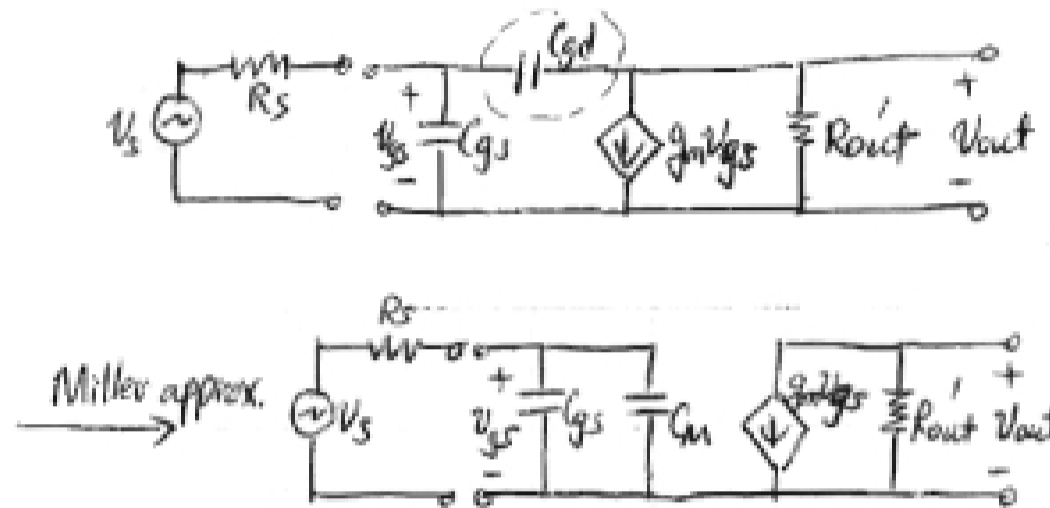 Cgd
Rs
Vs
+
Vgs
-
Cgs
gmVgs
Rout'
+
Vout
-
Rs
Miller approx.
Vs
+
Vgs
-
Cgs
CM
gmVgs
Rout'
+
Vout
-